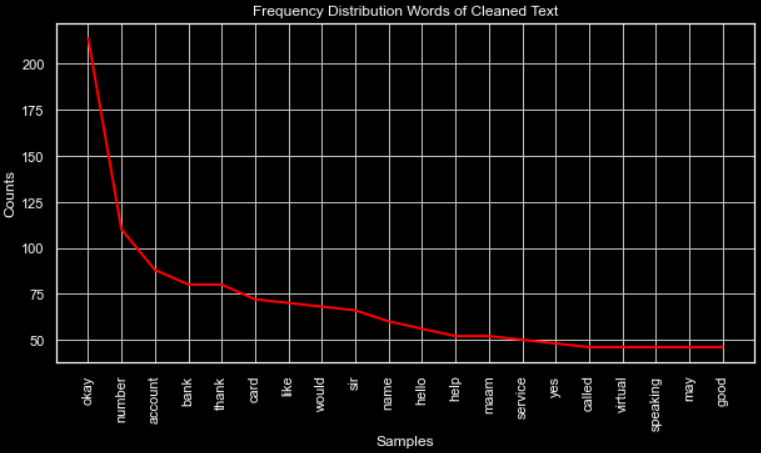 Frequency Distribution Words of Cleaned Text
200
175
150
125
100
75
50
Counts
okay
number
account
bank
thank
card
like
would
sir
name
hello
help
maam
service
yes
called
virtual
speaking
may
good
Samples